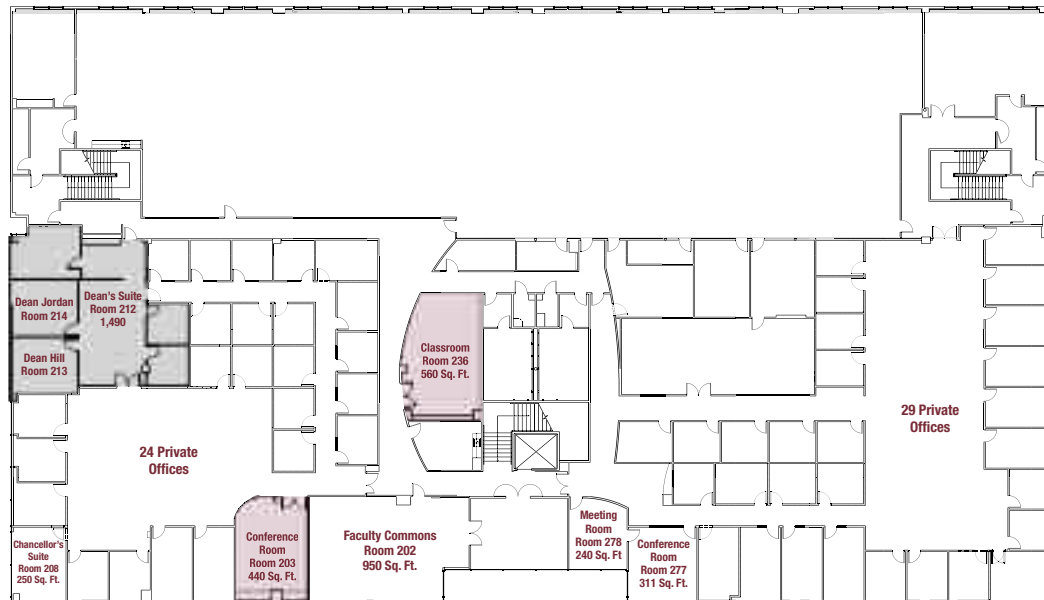 Dean Jordan
Room 214
Dean's Suite
Room 212
1,490
Dean Hill
Room 213
Classroom
Room 236
560 Sq. Ft.
29 Private
Offices
24 Private
Offices
Chancellor's
Suite
Room 208
250 Sq. Ft.
Conference
Room
Room 203
440 Sq. Ft.
Faculty Commons
Room 202
950 Sq. Ft.
Meeting
Room
Room 278
240 Sq. Ft
Conference
Room
Room 277
311 Sq. Ft.